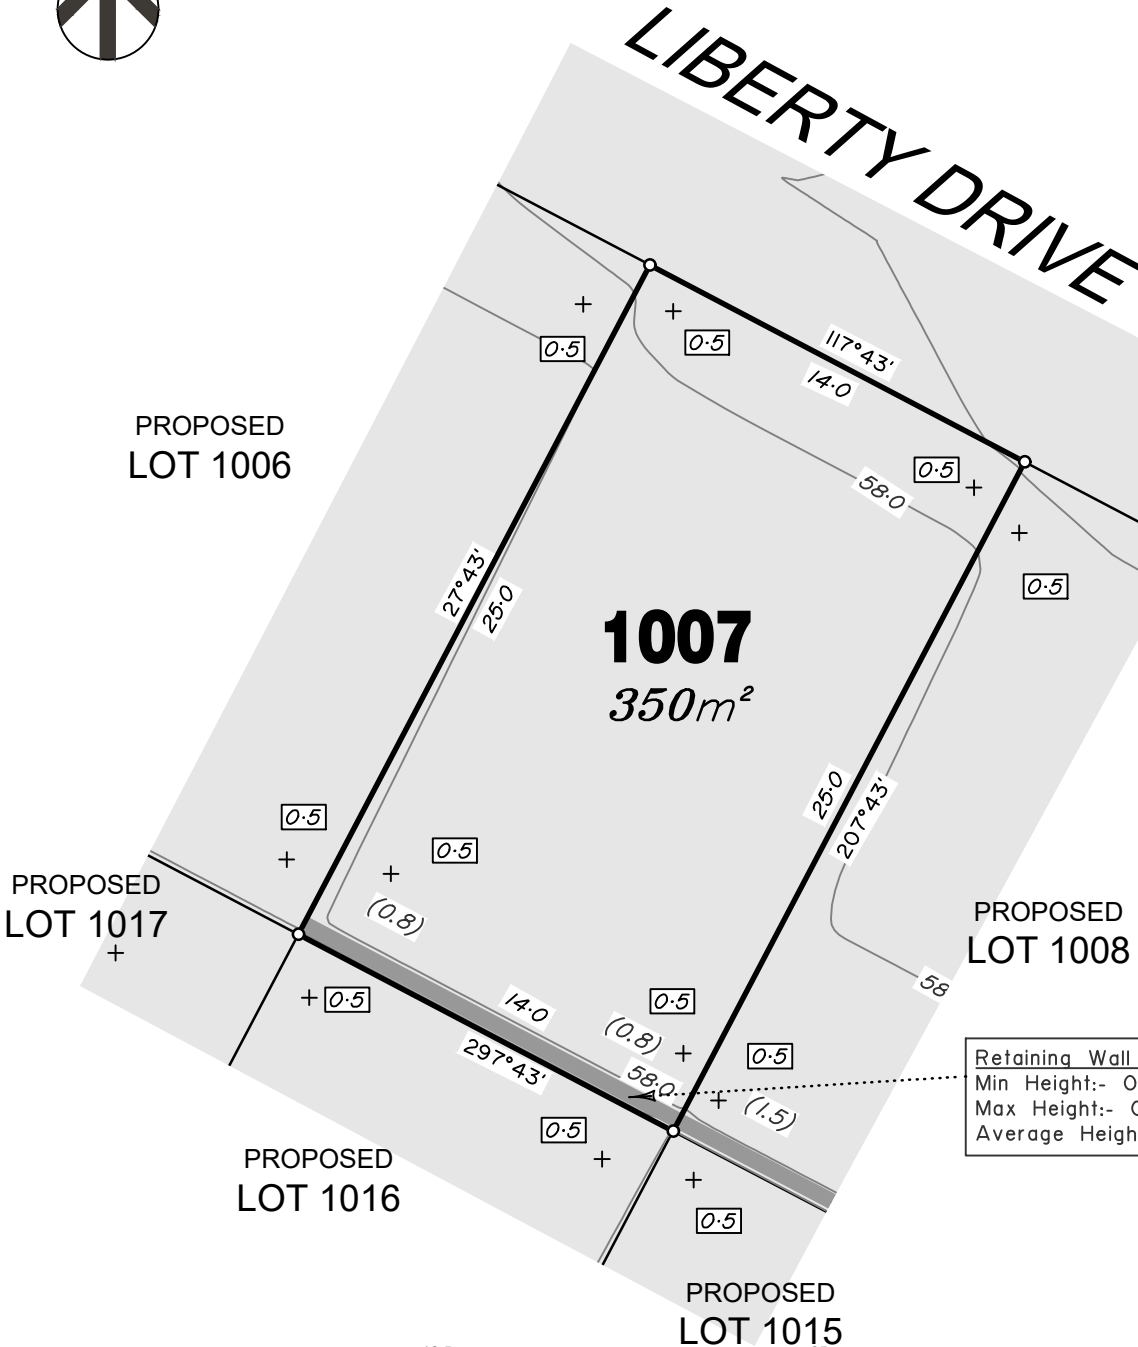 LIBERTY DRIVE
0·5
0·5
117°43'
14·0
PROPOSED
LOT 1006
0·5
58·0
0·5
27°43'
25·0
1007
350m²
25·0
207°43'
0·5
0·5
(0.8)
PROPOSED
LOT 1017
PROPOSED
LOT 1008
58
0·5
14·0
0·5
(0.8)
297°43'
58·0
0·5
(1.5)
Retaining Wall
Min Height:-
Max Height:-
Average
0·5
PROPOSED
LOT 1016
0·5
PROPOSED
LOT 1015